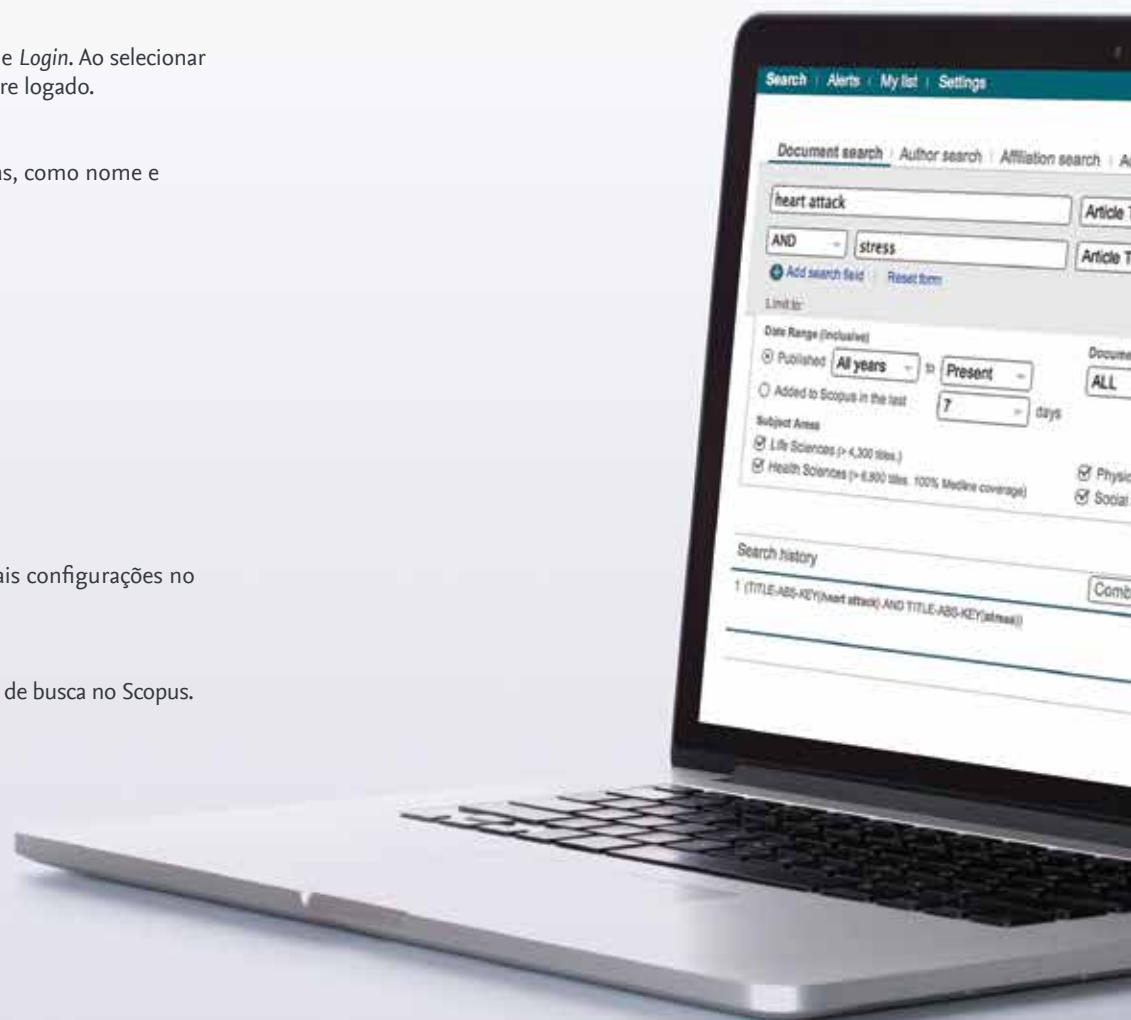 e Login. Ao selecionar
re logado.
as, como nome e
ais configurações no
de busca no Scopus.
Search Alerts My list Settings
Document search Author search Affiliation search A
heart attack
Article T
AND stress
Article T
Add search field Reset form
Limit to:
Date Range (inclusive)
Published All years to Present
Docume
ALL
Added to Scopus in the last 7 days
Subject Areas
Life Sciences (> 4,300 titles.)
Physic
Health Sciences (> 6,800 titles. 100% Medline coverage)
Social
Search history
Comb
1 (TITLE-ABS-KEY(heart attack) AND TITLE-ABS-KEY(stress))